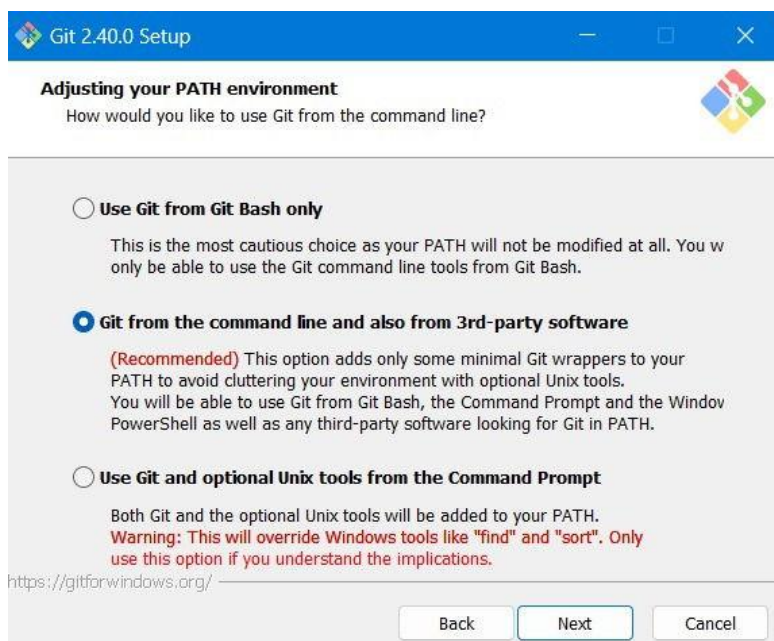 Git 2.40.0 Setup
Adjusting your PATH environment
How would you like to use Git from the command line?
Use Git from Git Bash only
This is the most cautious choice as your PATH will not be modified at all. You w
only be able to use the Git command line tools from Git Bash.
Git from the command line and also from 3rd-party software
(Recommended) This option adds only some minimal Git wrappers to your
PATH to avoid cluttering your environment with optional Unix tools.
You will be able to use Git from Git Bash, the Command Prompt and the Window
PowerShell as well as any third-party software looking for Git in PATH.
Use Git and optional Unix tools from the Command Prompt
Both Git and the optional Unix tools will be added to your PATH.
Warning: This will override Windows tools like "find" and "sort". Only
use this option if you understand the implications.
https://gitforwindows.org/
Back Next Cancel